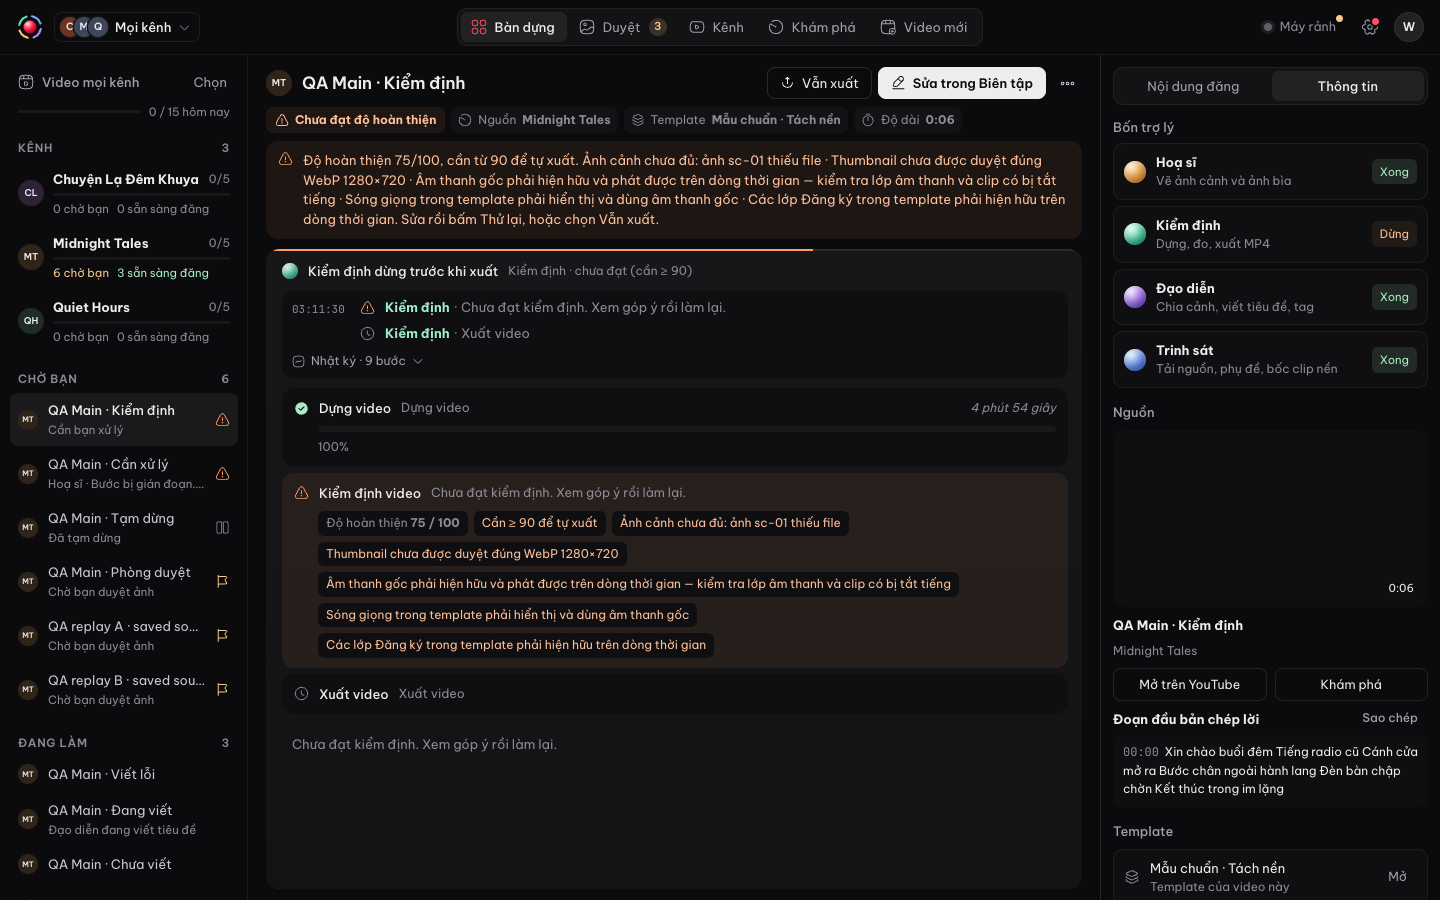 C M Q Mọi kênh
Bàn dựng
Duyệt 3
Kênh
Khám phá
Video mới
Máy rảnh
W
Video mọi kênh Chọn
0 / 15 hôm nay
KÊNH 3
CL Chuyện Lạ Đêm Khuya 0/5
0 chờ bạn 0 sẵn sàng đăng
MT Midnight Tales 0/5
6 chờ bạn 3 sẵn sàng đăng
QH Quiet Hours 0/5
0 chờ bạn 0 sẵn sàng đăng
CHỜ BẠN 6
MT QA Main · Kiểm định
Cần bạn xử lý
MT QA Main · Cần xử lý
Hoạ sĩ · Bước bị gián đoạn....
MT QA Main · Tạm dừng
Đã tạm dừng
MT QA Main · Phòng duyệt
Chờ bạn duyệt ảnh
MT QA replay A · saved so...
Chờ bạn duyệt ảnh
MT QA replay B · saved sou...
Chờ bạn duyệt ảnh
ĐANG LÀM 3
MT QA Main · Viết lỗi
MT QA Main · Đang viết
Đạo diễn đang viết tiêu đề
MT QA Main · Chưa viết
MT QA Main · Kiểm định
Vẫn xuất
Sửa trong Biên tập
Chưa đạt độ hoàn thiện
Nguồn Midnight Tales
Template Mẫu chuẩn · Tách nền
Độ dài 0:06
Độ hoàn thiện 75/100, cần từ 90 để tự xuất. Ảnh cảnh chưa đủ: ảnh sc-01 thiếu file · Thumbnail chưa được duyệt đúng
WebP 1280×720 · Âm thanh gốc phải hiện hữu và phát được trên dòng thời gian — kiểm tra lớp âm thanh và clip có bị tắt
tiếng · Sóng giọng trong template phải hiển thị và dùng âm thanh gốc · Các lớp Đăng ký trong template phải hiện hữu trên
dòng thời gian. Sửa rồi bấm Thử lại, hoặc chọn Vẫn xuất.
Kiểm định dừng trước khi xuất Kiểm định · chưa đạt (cần ≥ 90)
03:11:30 Kiểm định · Chưa đạt kiểm định. Xem góp ý rồi làm lại.
Kiểm định · Xuất video
Nhật ký · 9 bước
Dựng video Dựng video 4 phút 54 giây
100%
Kiểm định video Chưa đạt kiểm định. Xem góp ý rồi làm lại.
Độ hoàn thiện 75 / 100 Cần ≥ 90 để tự xuất Ảnh cảnh chưa đủ: ảnh sc-01 thiếu file
Thumbnail chưa được duyệt đúng WebP 1280×720
Âm thanh gốc phải hiện hữu và phát được trên dòng thời gian — kiểm tra lớp âm thanh và clip có bị tắt tiếng
Sóng giọng trong template phải hiển thị và dùng âm thanh gốc
Các lớp Đăng ký trong template phải hiện hữu trên dòng thời gian
Xuất video Xuất video
Chưa đạt kiểm định. Xem góp ý rồi làm lại.
Nội dung đăng Thông tin
Bốn trợ lý
Hoạ sĩ
Vẽ ảnh cảnh và ảnh bìa
Xong
Kiểm định
Dựng, đo, xuất MP4
Dừng
Đạo diễn
Chia cảnh, viết tiêu đề, tag
Xong
Trinh sát
Tải nguồn, phụ đề, bốc clip nền
Xong
Nguồn
0:06
QA Main · Kiểm định
Midnight Tales
Mở trên YouTube Khám phá
Đoạn đầu bản chép lời Sao chép
00:00 Xin chào buổi đêm Tiếng radio cũ Cánh cửa
mở ra Bước chân ngoài hành lang Đèn bàn chập
chờn Kết thúc trong im lặng
Template
Mẫu chuẩn · Tách nền
Template của video này
Mở